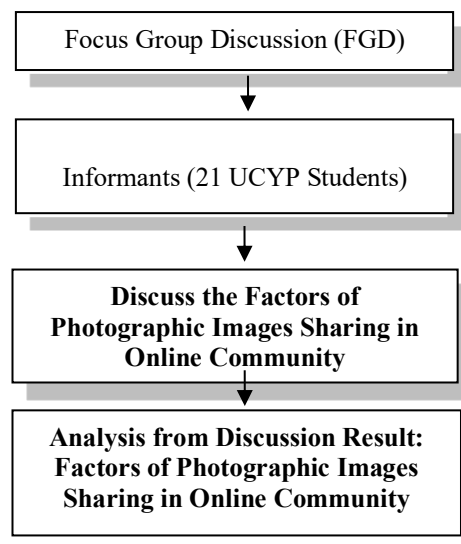 Focus Group Discussion (FGD)
Informants (21 UCYP Students)
Discuss the Factors of
Photographic Images Sharing in
Online Community
Analysis from Discussion Result:
Factors of Photographic Images
Sharing in Online Community